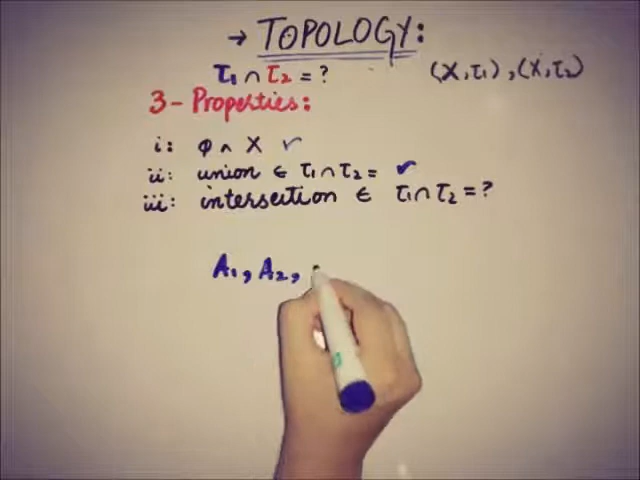 → TOPOLOGY:
τ₁ ∩ τ₂ = ? (X, τ₁), (X, τ₂)
3- Properties:
i: φ ∧ X ✓
ii: union ∈ τ₁ ∩ τ₂ = ✓
iii: intersection ∈ τ₁ ∩ τ₂ = ?
A₁, A₂,